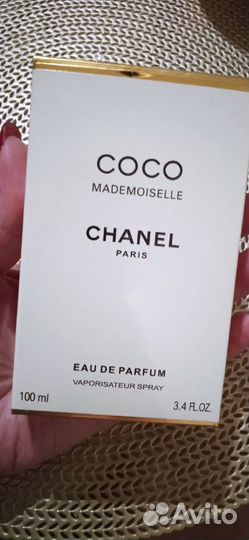 COCO
MADEMOISELLE
CHANEL
PARIS
EAU DE PARFUM
VAPORISATEUR SPRAY
100 ml 3.4 FL.OZ.
Avito